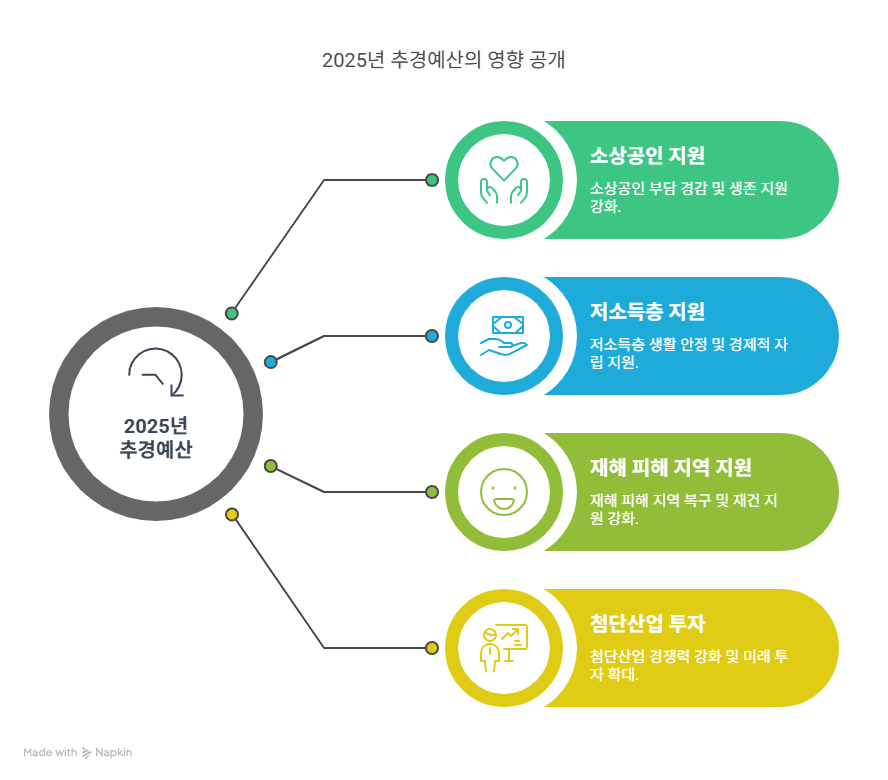 2025년 추경예산의 영향 공개
소상공인 지원
소상공인 부담 경감 및 생존 지원
강화.
저소득층 지원
저소득층 생활 안정 및 경제적 자
립 지원.
2025년
추경예산
재해 피해 지역 지원
재해 피해 지역 복구 및 재건 지
원 강화.
첨단산업 투자
첨단산업 경쟁력 강화 및 미래 투
자 확대.
Made with Napkin